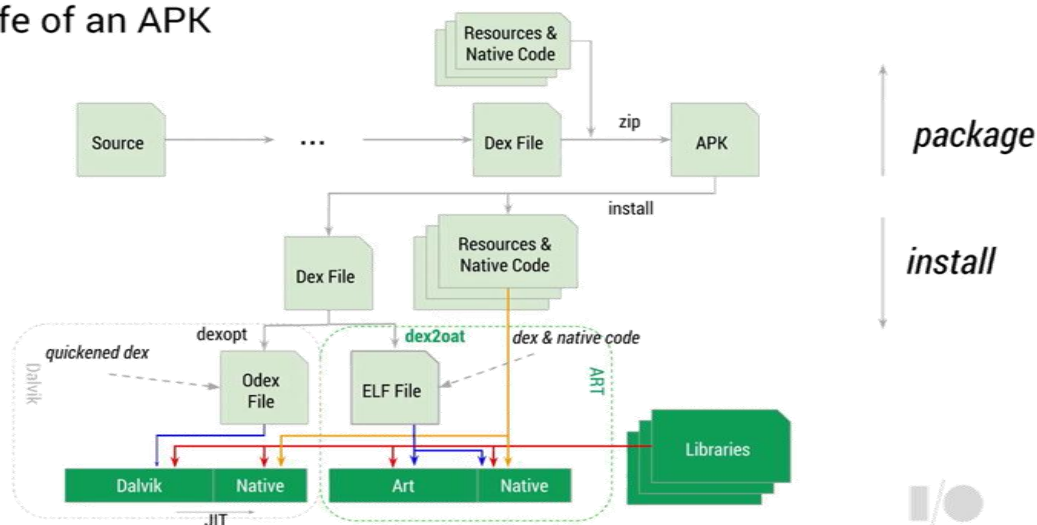 fe of an APK
Resources &
Native Code
Source
...
Dex File
zip
APK
package
install
Resources &
Native Code
Dex File
install
dexopt
dex2oat
dex & native code
quickened dex
Odex
File
ELF File
Dalvik
ART
Libraries
Dalvik
Native
Art
Native
JIT
I/O